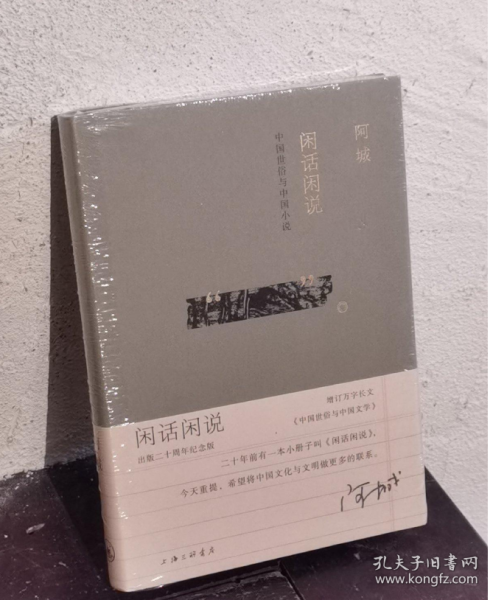 阿城
闲话闲说
中国世俗与中国小说
闲话闲说
出版二十周年纪念版
增订万字长文
《中国世俗与中国文学》
二十年前有一本小册子叫《闲话闲说》。
今天重提，希望将中国文化与文明做更多的联系。
阿城
上海三联书店
孔夫子旧书网
www.kongfz.com